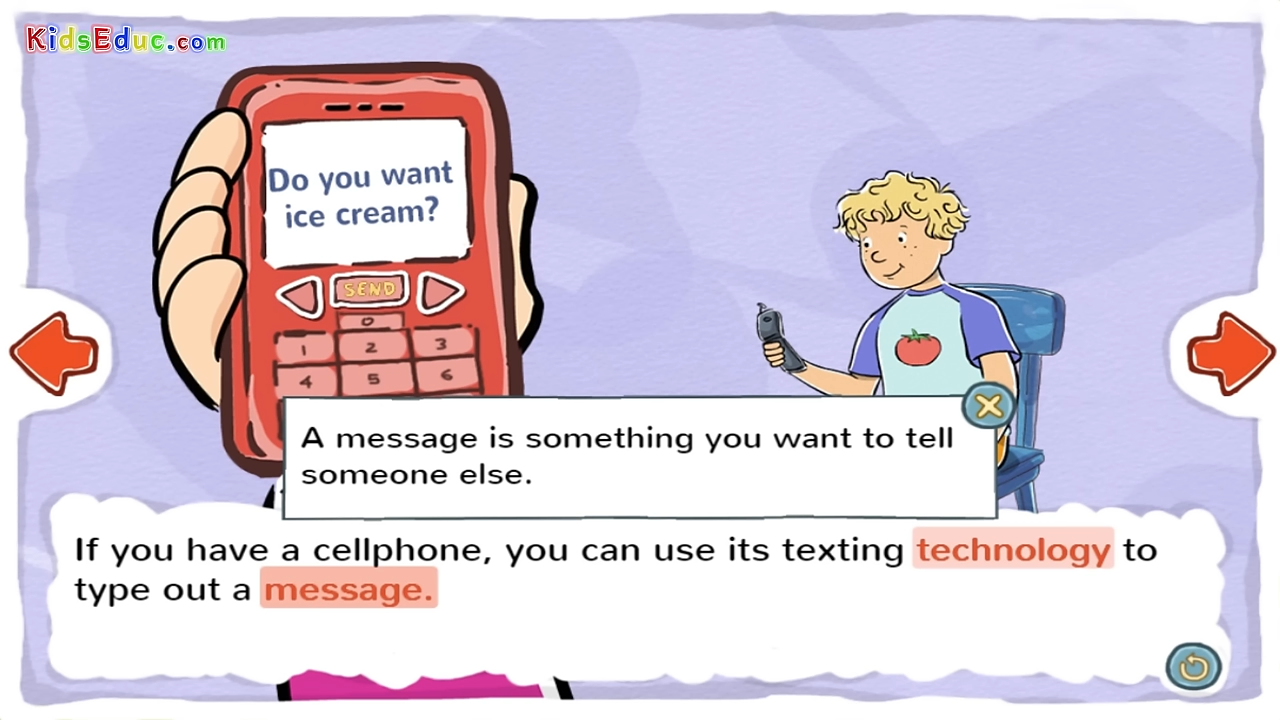 KidsEduc.com
Do you want
ice cream?
SEND
0
1 2 3
4 5 6
A message is something you want to tell
someone else.
If you have a cellphone, you can use its texting technology to
type out a message.